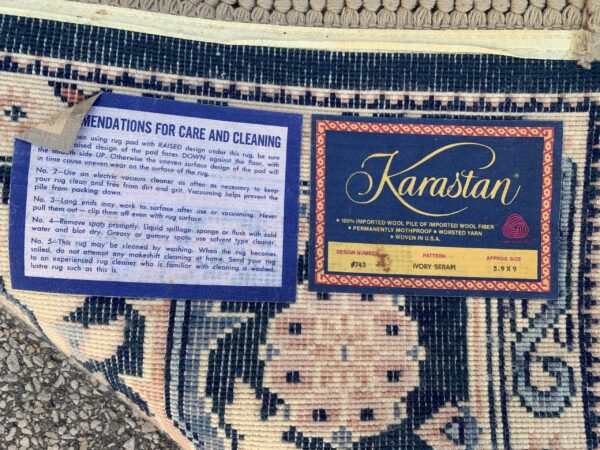 MENDATIONS FOR CARE AND CLEANING
en using rug pad with RAISED design under this rug, be sure
aised design of the pad faces DOWN against the floor, with
the smooth side UP. Otherwise the uneven surface design of the pad will
in time cause uneven wear on the surface of the rug.
No. 2—Use an electric vacuum cleaner as often as necessary to keep
your rug clean and free from dirt and grit. Vacuuming helps prevent the
pile from packing down.
No. 3—Long ends may work to surface after use or vacuuming. Never
pull them out — clip them off even with rug surface.
No. 4—Remove spots promptly. Liquid spillage: sponge or flush with cold
water and blot dry. Greasy or gummy spots: use solvent type cleaner.
No. 5—This rug may be cleaned by washing. When the rug becomes
soiled, do not attempt any makeshift cleaning at home. Send your rug
to an experienced rug cleaner who is familiar with cleaning a washed,
lustre rug such as this is.
Karastan®
• 100% IMPORTED WOOL PILE OF IMPORTED WOOL FIBER
• PERMANENTLY MOTHPROOF • WORSTED YARN
• WOVEN IN U.S.A.
DESIGN NUMBER PATTERN APPROX. SIZE
#743 IVORY SERAPI 5.9 X 9